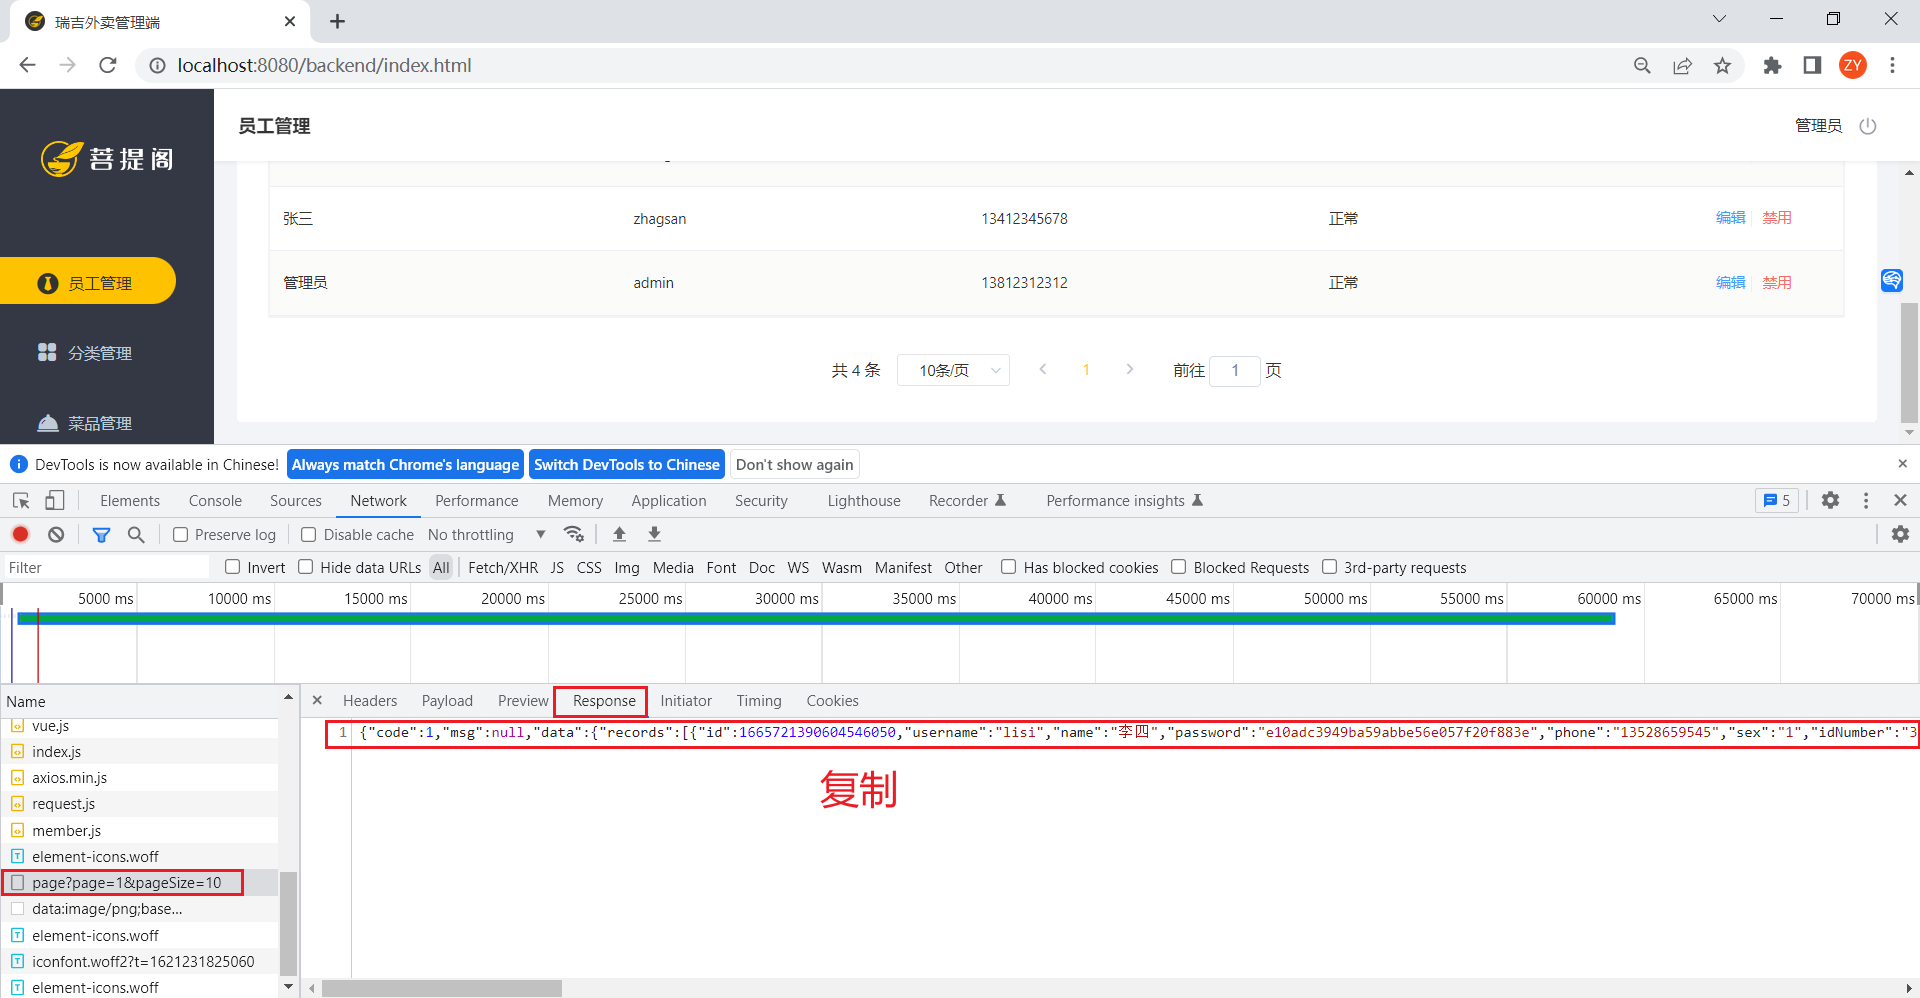 瑞吉外卖管理端
localhost:8080/backend/index.html
ZY
菩提阁
员工管理
管理员
员工管理
分类管理
菜品管理
张三 zhagsan 13412345678 正常 编辑 禁用
管理员 admin 13812312312 正常 编辑 禁用
共 4 条 10条/页 1 前往 1 页
DevTools is now available in Chinese! Always match Chrome's language Switch DevTools to Chinese Don't show again
Elements Console Sources Network Performance Memory Application Security Lighthouse Recorder Performance insights 5
Preserve log Disable cache No throttling
Filter Invert Hide data URLs All Fetch/XHR JS CSS Img Media Font Doc WS Wasm Manifest Other Has blocked cookies Blocked Requests 3rd-party requests
5000 ms 10000 ms 15000 ms 20000 ms 25000 ms 30000 ms 35000 ms 40000 ms 45000 ms 50000 ms 55000 ms 60000 ms 65000 ms 70000 ms
Name
vue.js
index.js
axios.min.js
request.js
member.js
element-icons.woff
page?page=1&pageSize=10
data:image/png;base...
element-icons.woff
iconfont.woff2?t=1621231825060
element-icons.woff
Headers Payload Preview Response Initiator Timing Cookies
1 {"code":1,"msg":null,"data":{"records":[{"id":1665721390604546050,"username":"lisi","name":"李四","password":"e10adc3949ba59abbe56e057f20f883e","phone":"13528659545","sex":"1","idNumber":"3
复制